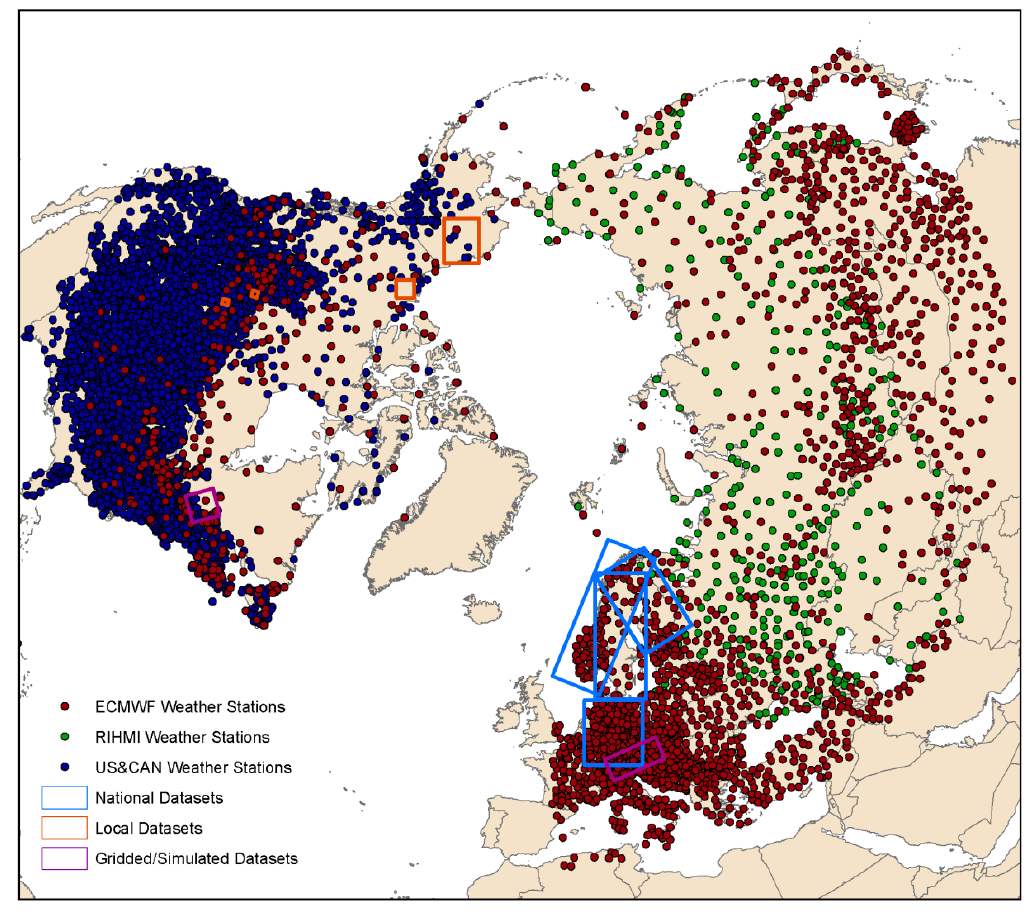 ECMWF Weather Stations
RIHMI Weather Stations
US&CAN Weather Stations
National Datasets
Local Datasets
Gridded/Simulated Datasets